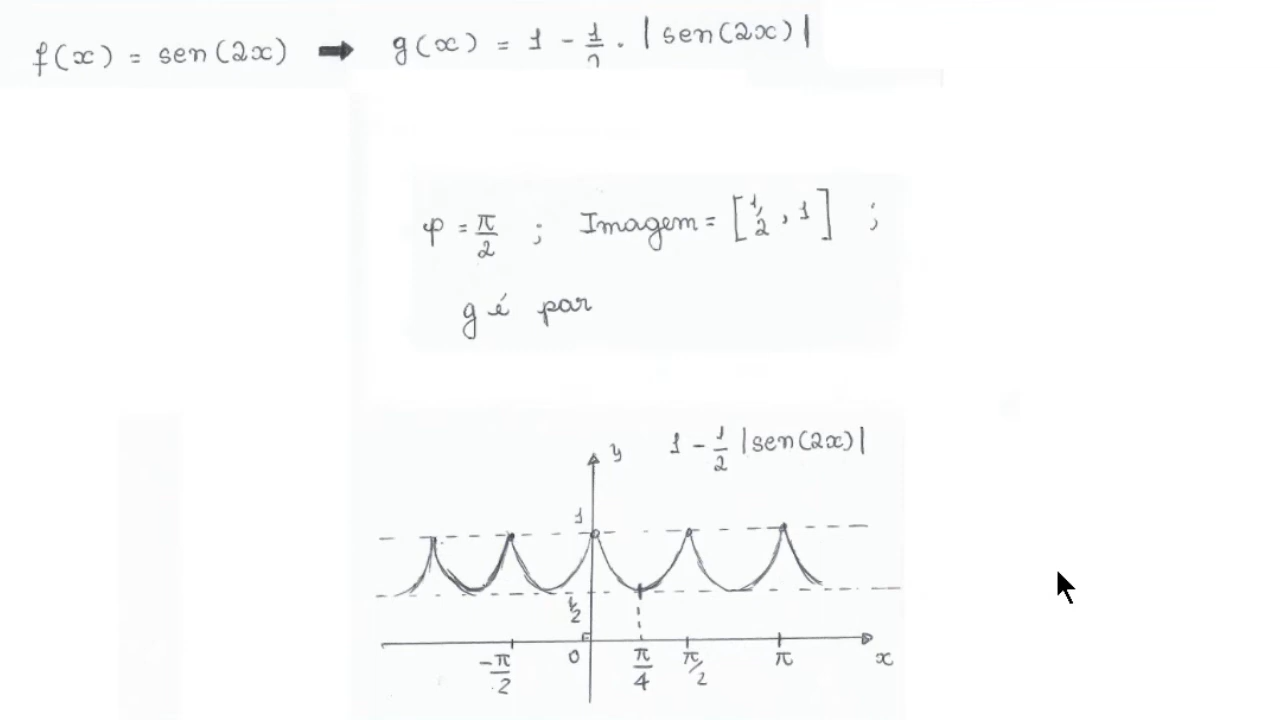 f(x) = sen(2x) ➡ g(x) = 1 - 1/2 . |sen(2x)|
p = π/2 ; Imagem = [1/2, 1] ;
g é par
y 1 - 1/2 |sen(2x)|
1
1/2
-π/2 0 π/4 π/2 π x